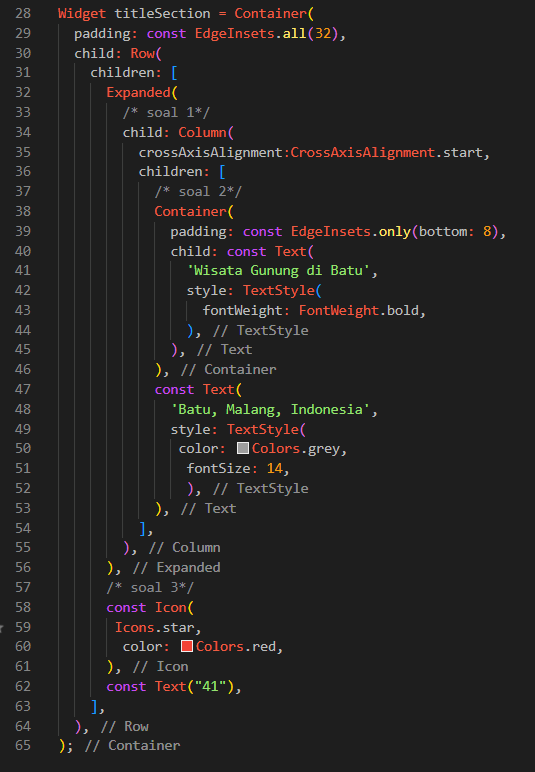 28 Widget titleSection = Container(
29   padding: const EdgeInsets.all(32),
30   child: Row(
31     children: [
32       Expanded(
33         /* soal 1*/
34         child: Column(
35           crossAxisAlignment:CrossAxisAlignment.start,
36           children: [
37             /* soal 2*/
38             Container(
39               padding: const EdgeInsets.only(bottom: 8),
40               child: const Text(
41                 'Wisata Gunung di Batu',
42                 style: TextStyle(
43                   fontWeight: FontWeight.bold,
44                 ), // TextStyle
45               ), // Text
46             ), // Container
47             const Text(
48               'Batu, Malang, Indonesia',
49               style: TextStyle(
50                color: Colors.grey,
51                 fontSize: 14,
52                 ), // TextStyle
53             ), // Text
54           ],
55         ), // Column
56       ), // Expanded
57       /* soal 3*/
58       const Icon(
59        Icons.star,
60         color: Colors.red,
61       ), // Icon
62       const Text("41"),
63     ],
64   ), // Row
65 ); // Container